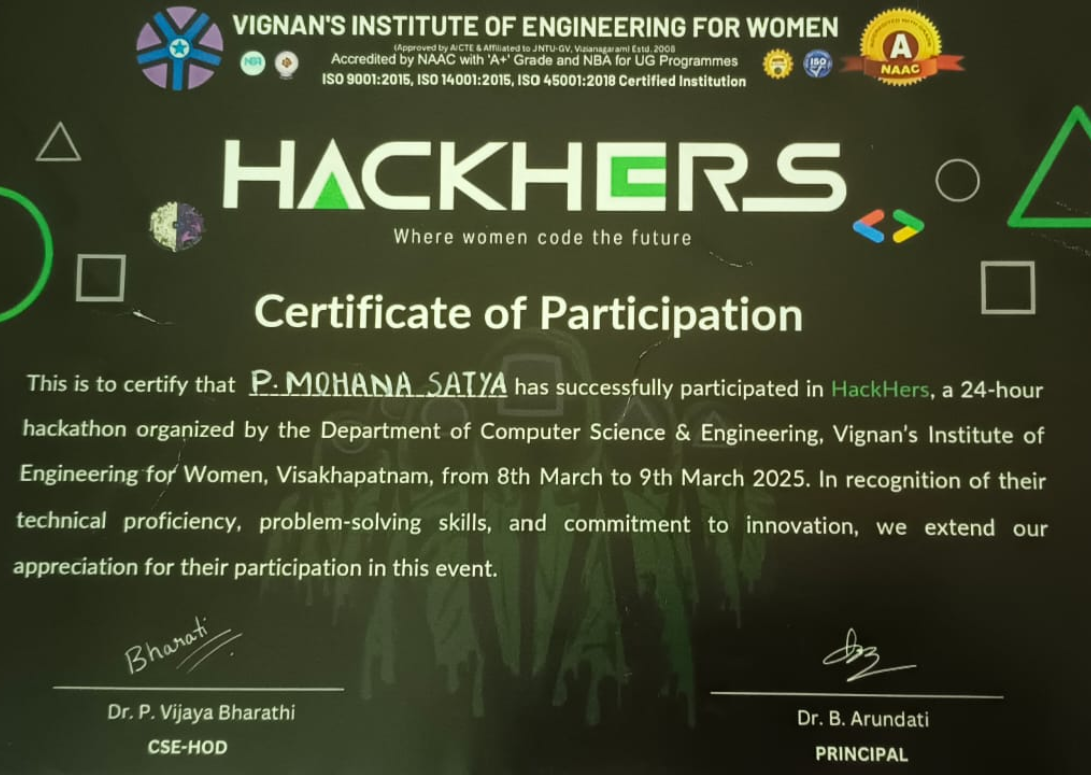 VIGNAN'S INSTITUTE OF ENGINEERING FOR WOMEN
(Approved by AICTE & Affiliated to JNTU-GV, Vizianagaram) Estd. 2008
Accredited by NAAC with 'A+' Grade and NBA for UG Programmes
ISO 9001:2015, ISO 14001:2015, ISO 45001:2018 Certified Institution
ISO
A
NAAC
HACKHERS
Where women code the future
Certificate of Participation
This is to certify that P. MOHANA SATYA has successfully participated in HackHers, a 24-hour
hackathon organized by the Department of Computer Science & Engineering, Vignan's Institute of
Engineering for Women, Visakhapatnam, from 8th March to 9th March 2025. In recognition of their
technical proficiency, problem-solving skills, and commitment to innovation, we extend our
appreciation for their participation in this event.
Bharati
Dr. P. Vijaya Bharathi
CSE-HOD
Dr. B. Arundati
PRINCIPAL